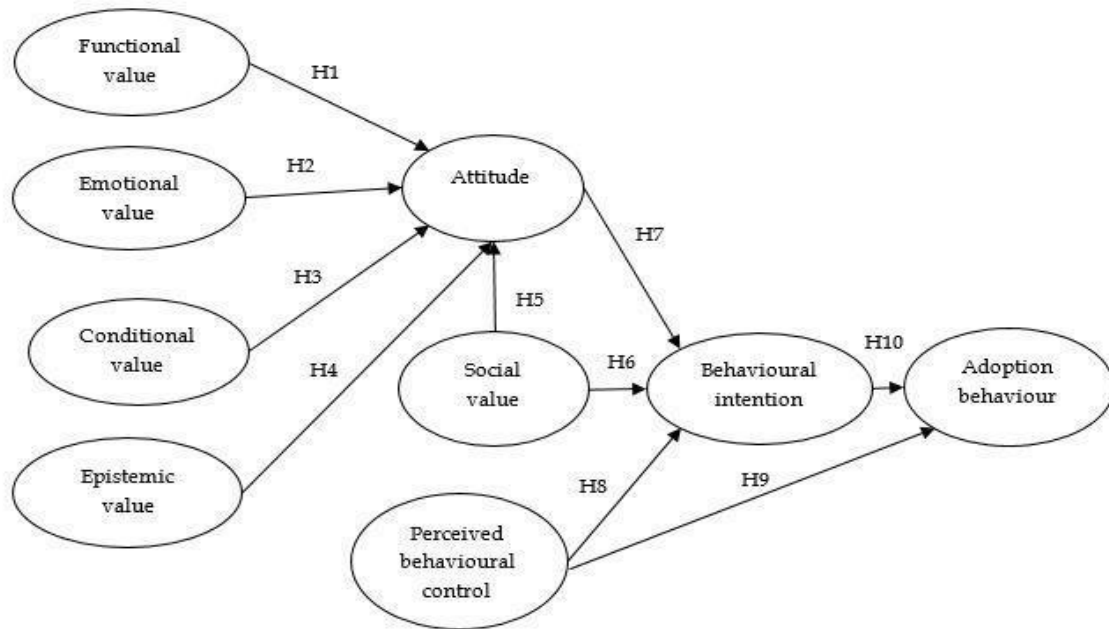 Functional
value
H1
Emotional
value
H2
Attitude
H7
Conditional
value
H3
H5
H4
Social
value
H6
Behavioural
intention
H10
Adoption
behaviour
Epistemic
value
H8
H9
Perceived
behavioural
control